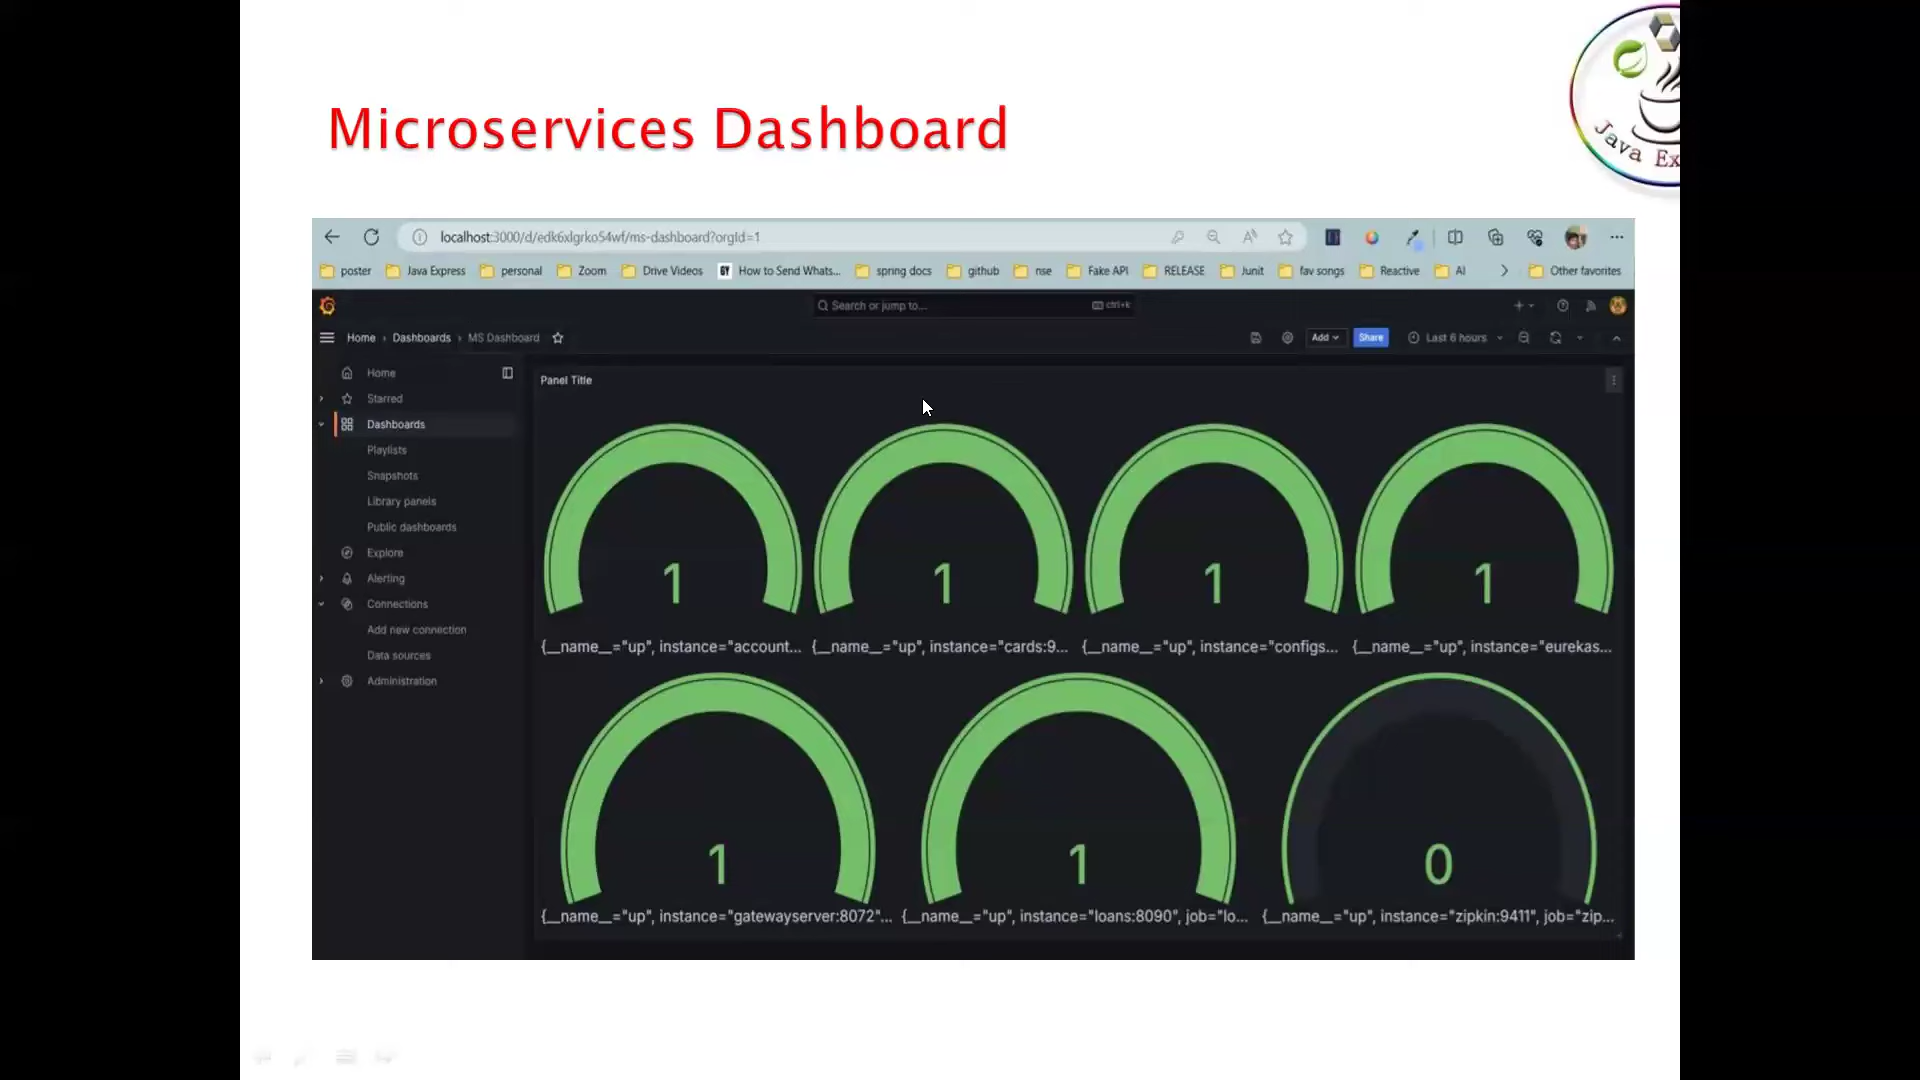 Microservices Dashboard
Java Ex
localhost:3000/d/edk6xlgrko54wf/ms-dashboard?orgId=1
poster Java Express personal Zoom Drive Videos GY How to Send Whats... spring docs github nse Fake API RELEASE Junit fav songs Reactive AI Other favorites
Search or jump to... ctrl+k
Home › Dashboards › MS Dashboard Add Share Last 6 hours
Home
Starred
Dashboards
Playlists
Snapshots
Library panels
Public dashboards
Explore
Alerting
Connections
Add new connection
Data sources
Administration
Panel Title
1 1 1 1
{__name__="up", instance="account... {__name__="up", instance="cards:9... {__name__="up", instance="configs... {__name__="up", instance="eurekas...
1 1 0
{__name__="up", instance="gatewayserver:8072"... {__name__="up", instance="loans:8090", job="lo... {__name__="up", instance="zipkin:9411", job="zip...